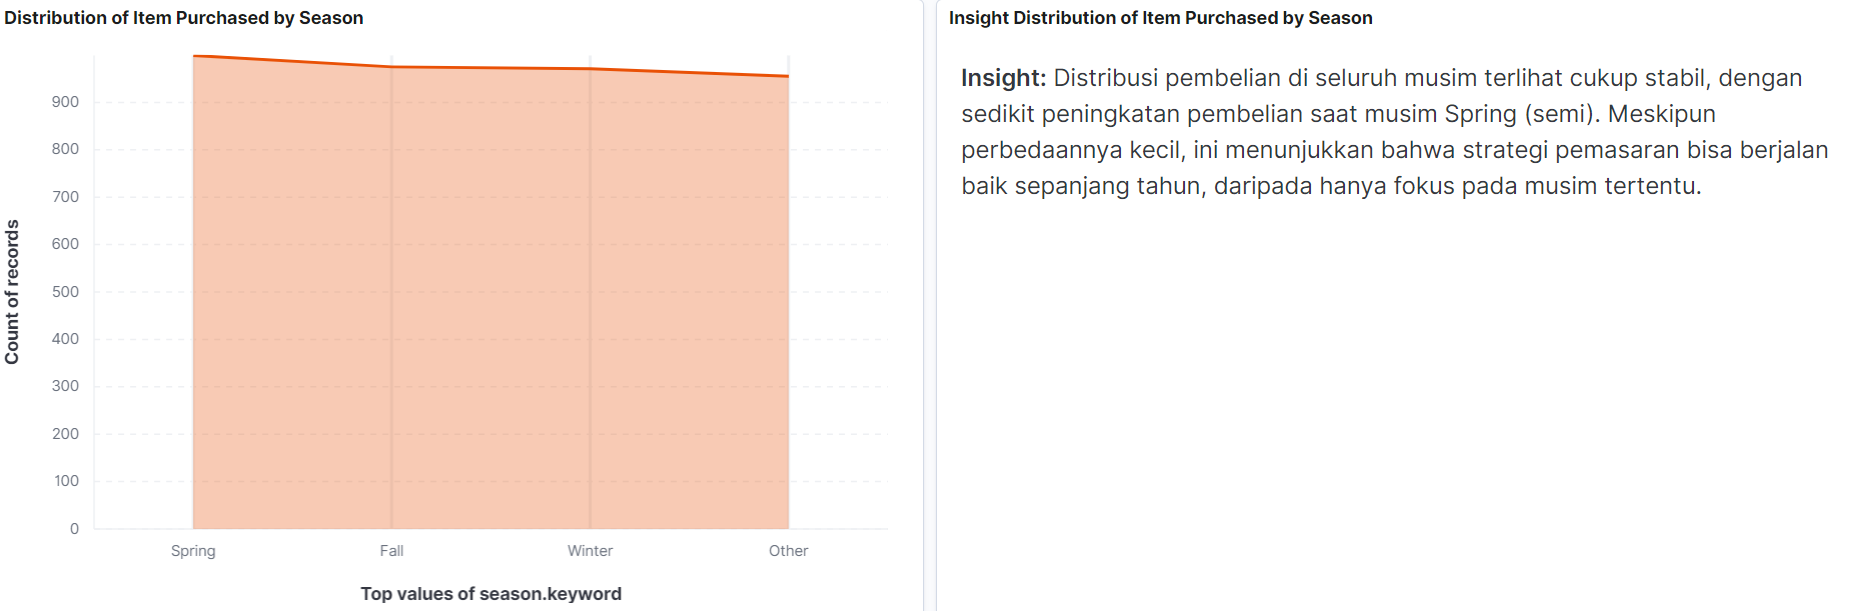 Distribution of Item Purchased by Season
900
800
700
600
500
400
300
200
100
0
Count of records
Spring
Fall
Winter
Other
Top values of season.keyword
Insight Distribution of Item Purchased by Season
Insight: Distribusi pembelian di seluruh musim terlihat cukup stabil, dengan
sedikit peningkatan pembelian saat musim Spring (semi). Meskipun
perbedaannya kecil, ini menunjukkan bahwa strategi pemasaran bisa berjalan
baik sepanjang tahun, daripada hanya fokus pada musim tertentu.